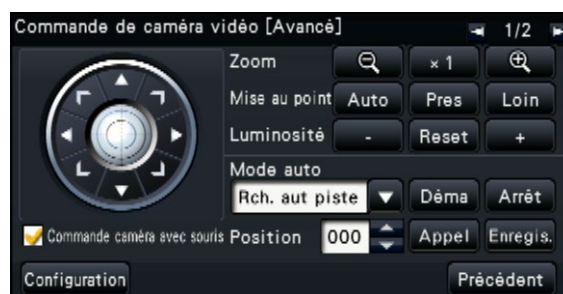 Commande de caméra vidéo [Avancé] 1/2
Zoom × 1
Mise au point Auto Pres Loin
Luminosité - Reset +
Mode auto
Rch. aut piste Déma Arrêt
Commande caméra avec souris Position 000 Appel Enregis.
Configuration Précédent